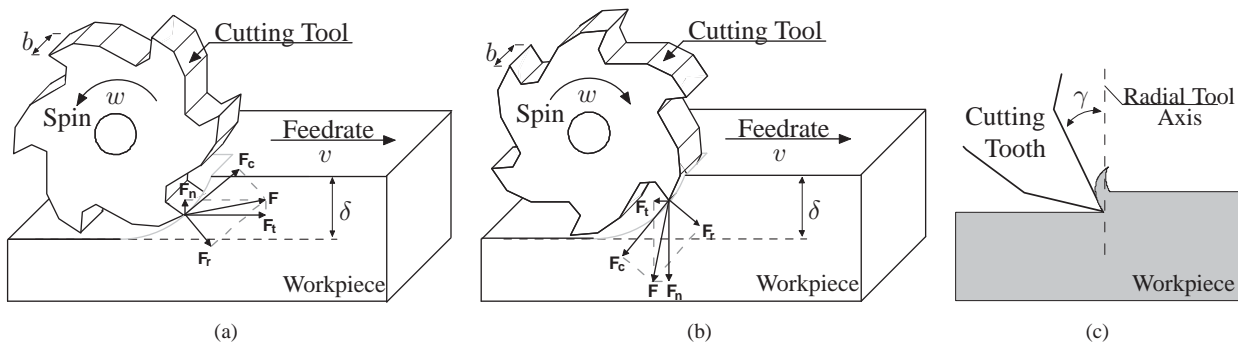 b
Cutting Tool
w
Spin
Feedrate
v
F_c
F_n
F
F_t
F_r
δ
Workpiece
(a)
b
Cutting Tool
w
Spin
Feedrate
v
F_t
F_r
F_c
F
F_n
δ
Workpiece
(b)
γ
Radial Tool
Axis
Cutting
Tooth
Workpiece
(c)